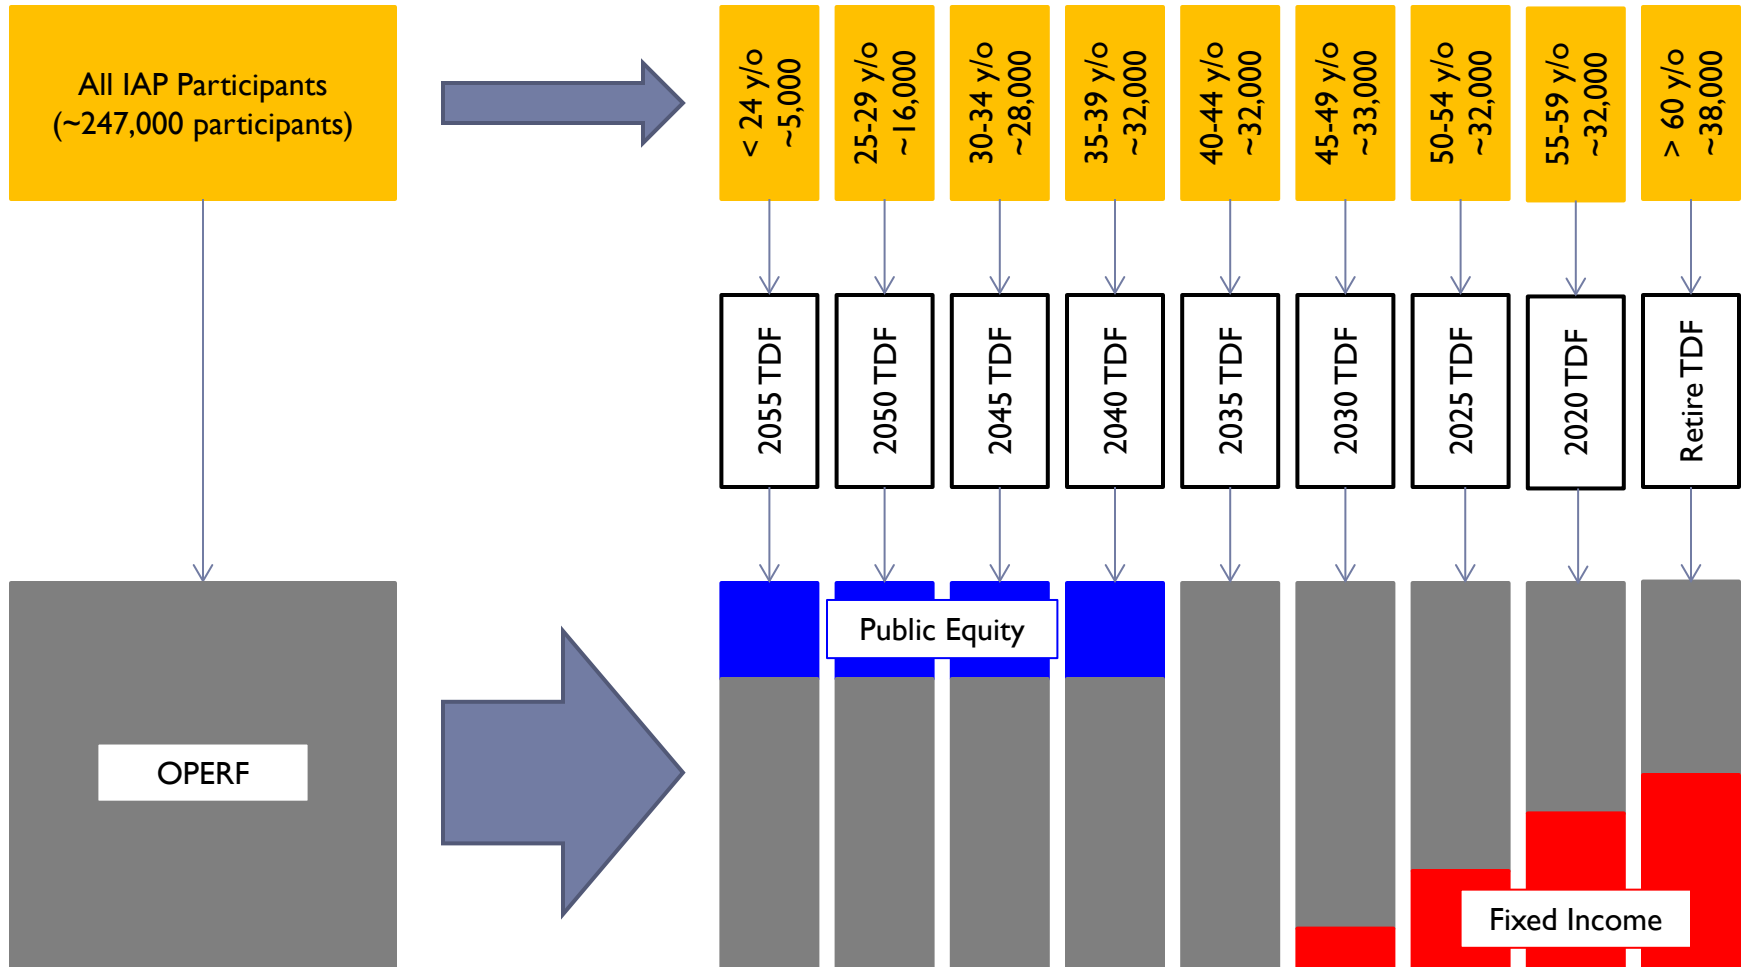 All IAP Participants
(~247,000 participants)
< 24 y/o
~5,000
25-29 y/o
~16,000
30-34 y/o
~28,000
35-39 y/o
~32,000
40-44 y/o
~32,000
45-49 y/o
~33,000
50-54 y/o
~32,000
55-59 y/o
~32,000
> 60 y/o
~38,000
2055 TDF
2050 TDF
2045 TDF
2040 TDF
2035 TDF
2030 TDF
2025 TDF
2020 TDF
Retire TDF
Public Equity
OPERF
Fixed Income